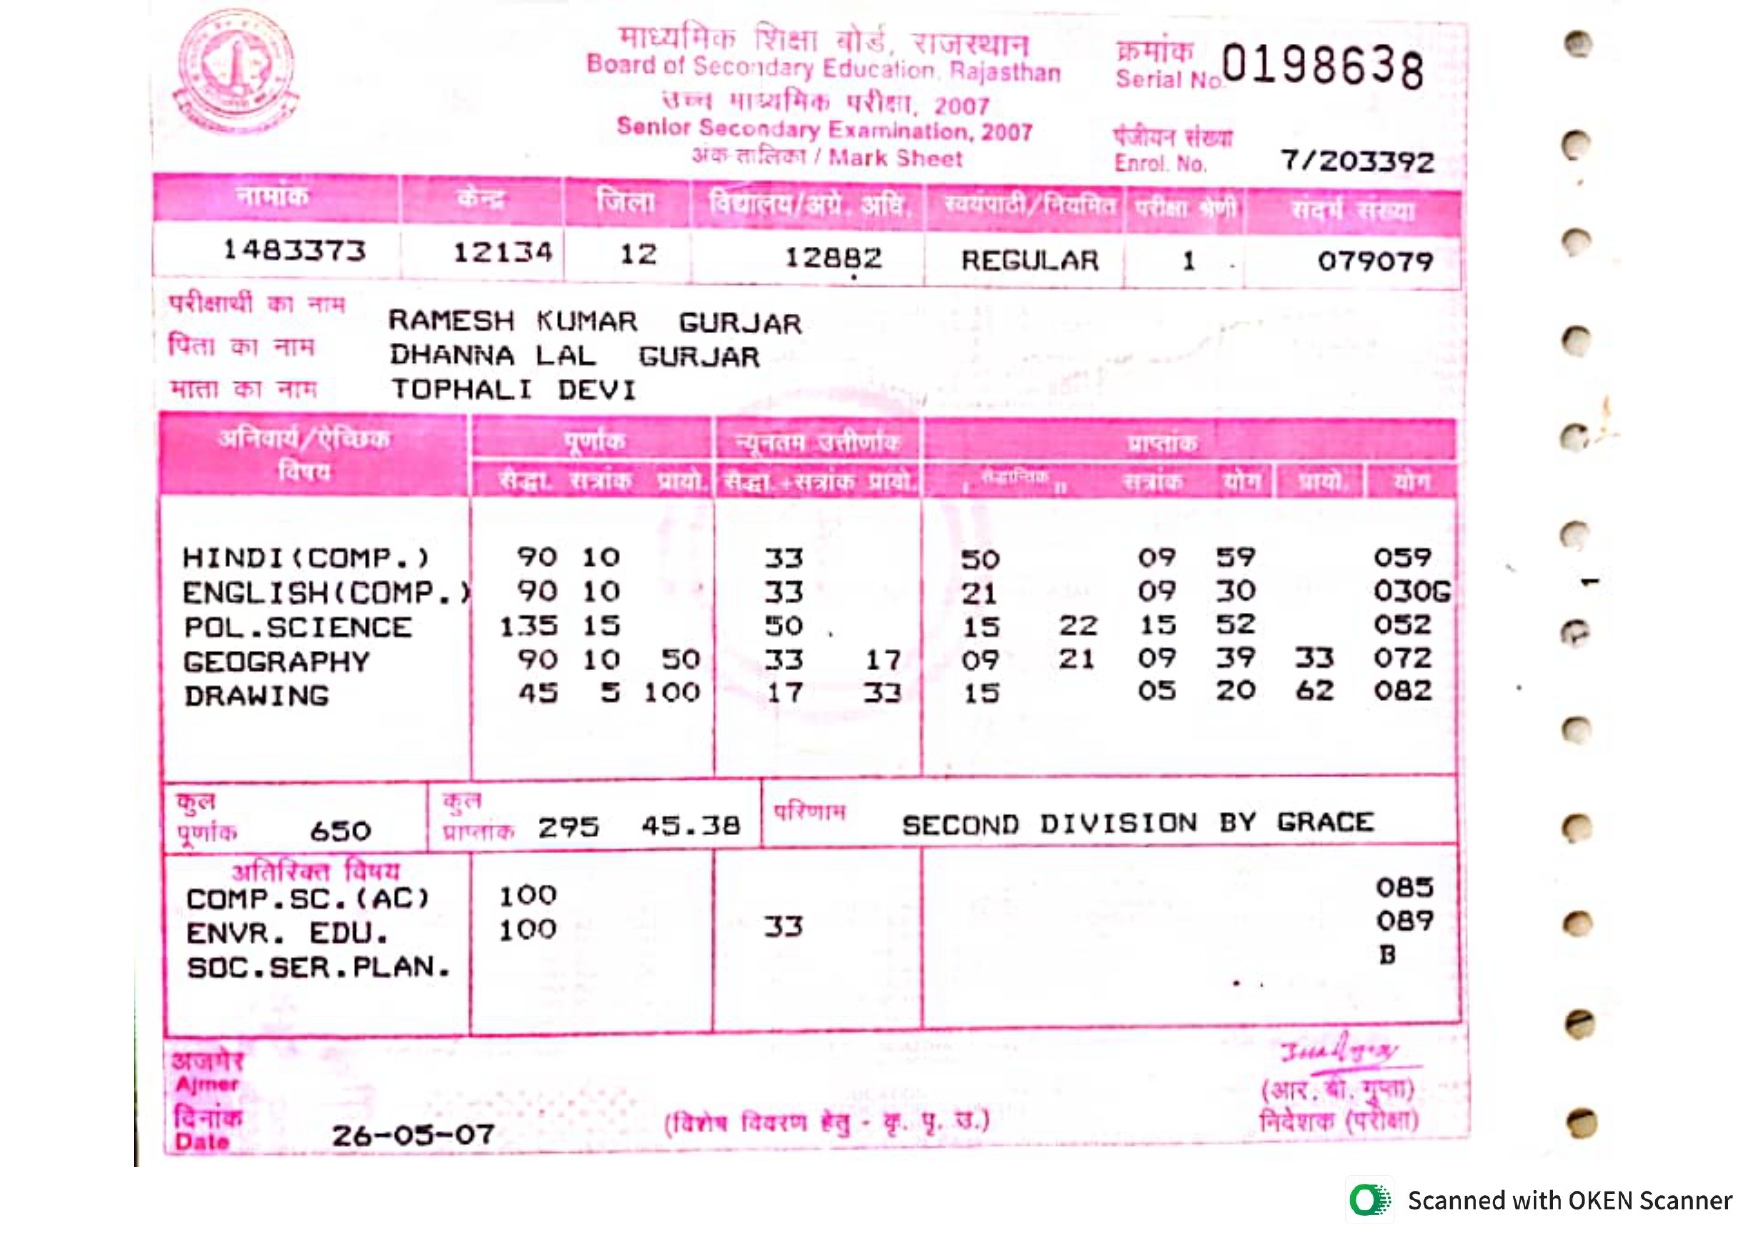 माध्यमिक शिक्षा बोर्ड, राजस्थान
Board of Secondary Education, Rajasthan
उच्च माध्यमिक परीक्षा, 2007
Senior Secondary Examination, 2007
अंक तालिका / Mark Sheet
क्रमांक
Serial No. 0198638
पंजीयन संख्या
Enrol. No. 7/203392
नामांक केन्द्र जिला विद्यालय/अग्रे. अधि. स्वयंपाठी/नियमित परीक्षा श्रेणी संदर्भ संख्या
1483373 12134 12 12882 REGULAR 1 079079
परीक्षार्थी का नाम RAMESH KUMAR GURJAR
पिता का नाम DHANNA LAL GURJAR
माता का नाम TOPHALI DEVI
अनिवार्य/ऐच्छिक विषय पूर्णांक न्यूनतम उत्तीर्णांक प्राप्तांक
सैद्धा. सत्रांक प्रायो. सैद्धा.+सत्रांक प्रायो. । सैद्धान्तिक ।। सत्रांक योग प्रायो. योग
HINDI(COMP.) 90 10 33 50 09 59 059
ENGLISH(COMP.) 90 10 33 21 09 30 030G
POL.SCIENCE 135 15 50 15 22 15 52 052
GEOGRAPHY 90 10 50 33 17 09 21 09 39 33 072
DRAWING 45 5 100 17 33 15 05 20 62 082
कुल पूर्णांक 650 कुल प्राप्तांक 295 45.38 परिणाम SECOND DIVISION BY GRACE
अतिरिक्त विषय
COMP.SC.(AC) 100 085
ENVR. EDU. 100 33 089
SOC.SER.PLAN. B
अजमेर
Ajmer
दिनांक
Date 26-05-07
(विशेष विवरण हेतु - कृ. पृ. उ.)
(आर. बी. गुप्ता)
निदेशक (परीक्षा)
Scanned with OKEN Scanner